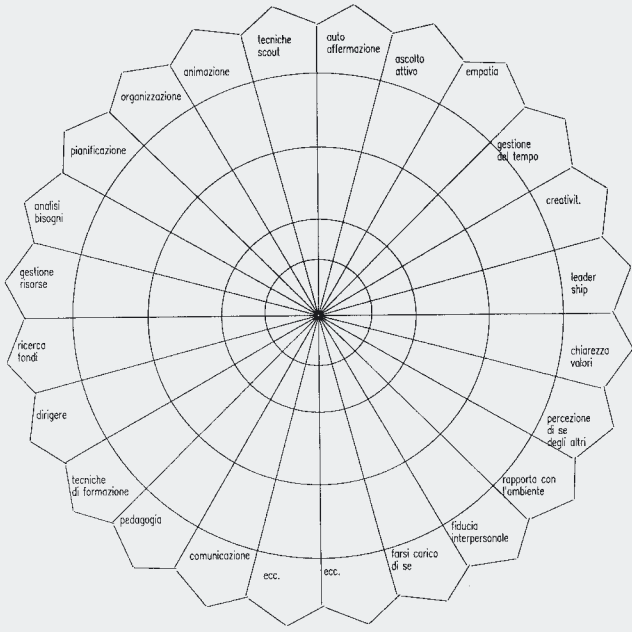 tecniche
scout
auto
affermazione
ascolto
attivo
empatia
gestione
del tempo
creativit.
leader
ship
chiarezza
valori
percezione
di se
degli altri
rapporto con
l'ambiente
fiducia
interpersonale
farsi carico
di se
ecc.
ecc.
comunicazione
pedagogia
tecniche
di formazione
dirigere
ricerca
fondi
gestione
risorse
analisi
bisogni
pianificazione
organizzazione
animazione